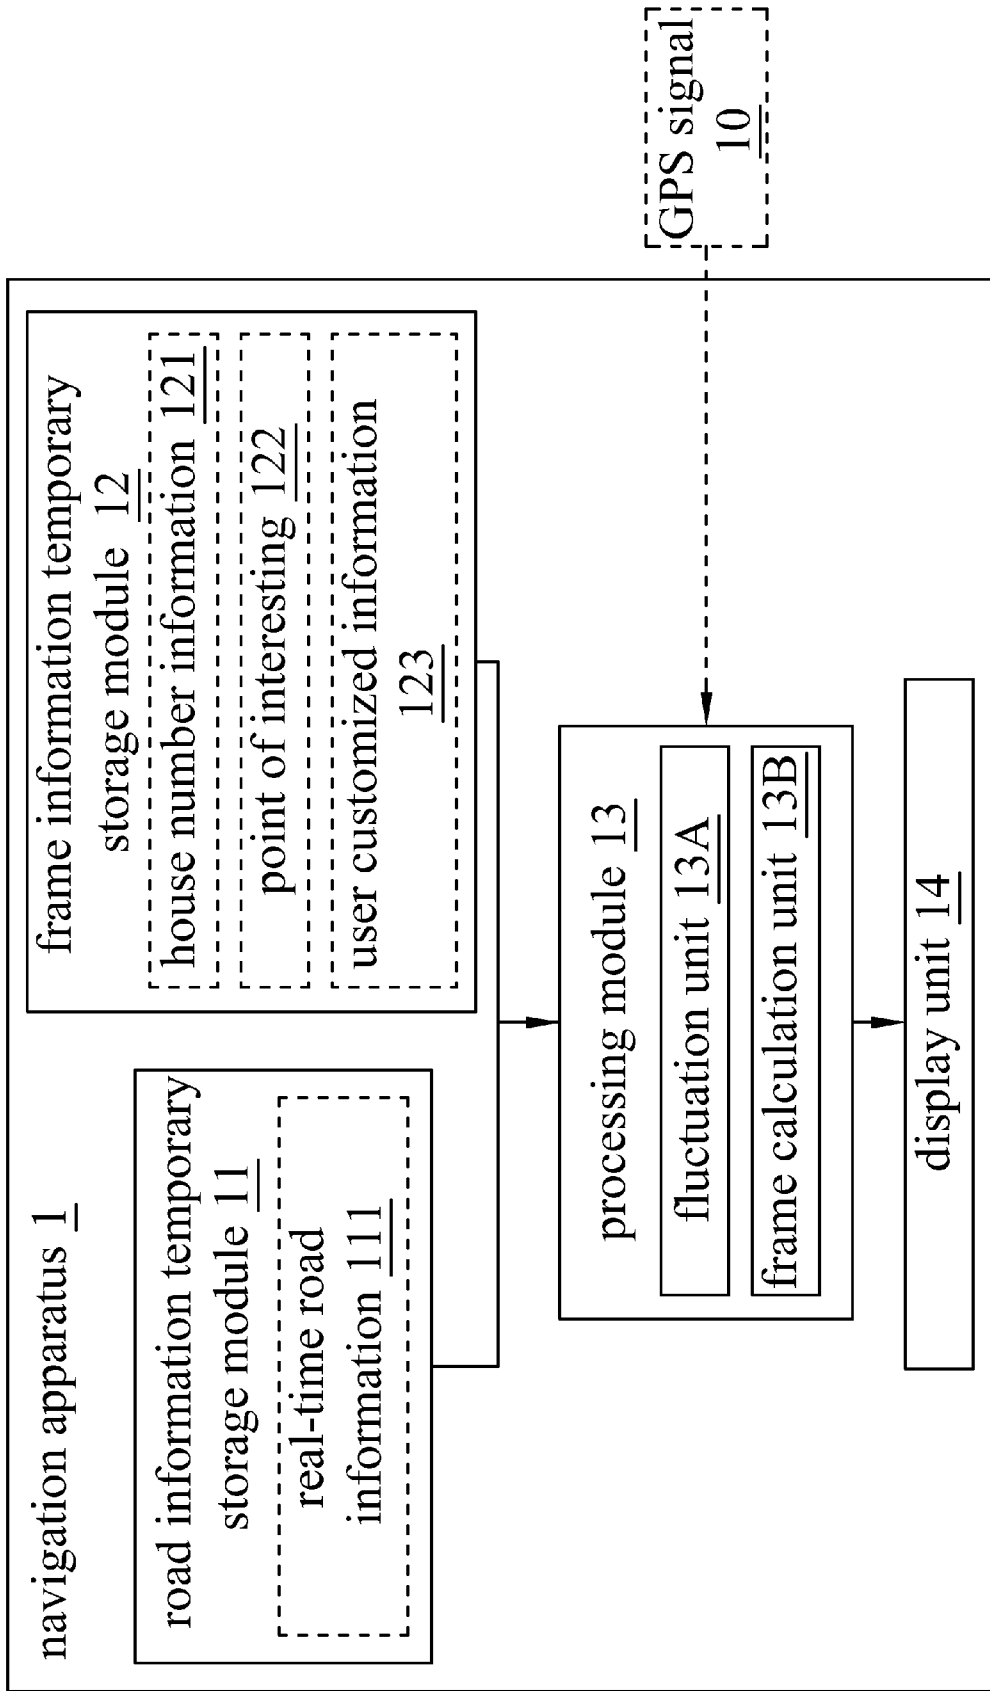 navigation apparatus 1
road information temporary
storage module 11
real-time road
information 111
frame information temporary
storage module 12
house number information 121
point of interesting 122
user customized information
123
processing module 13
fluctuation unit 13A
frame calculation unit 13B
GPS signal
10
display unit 14